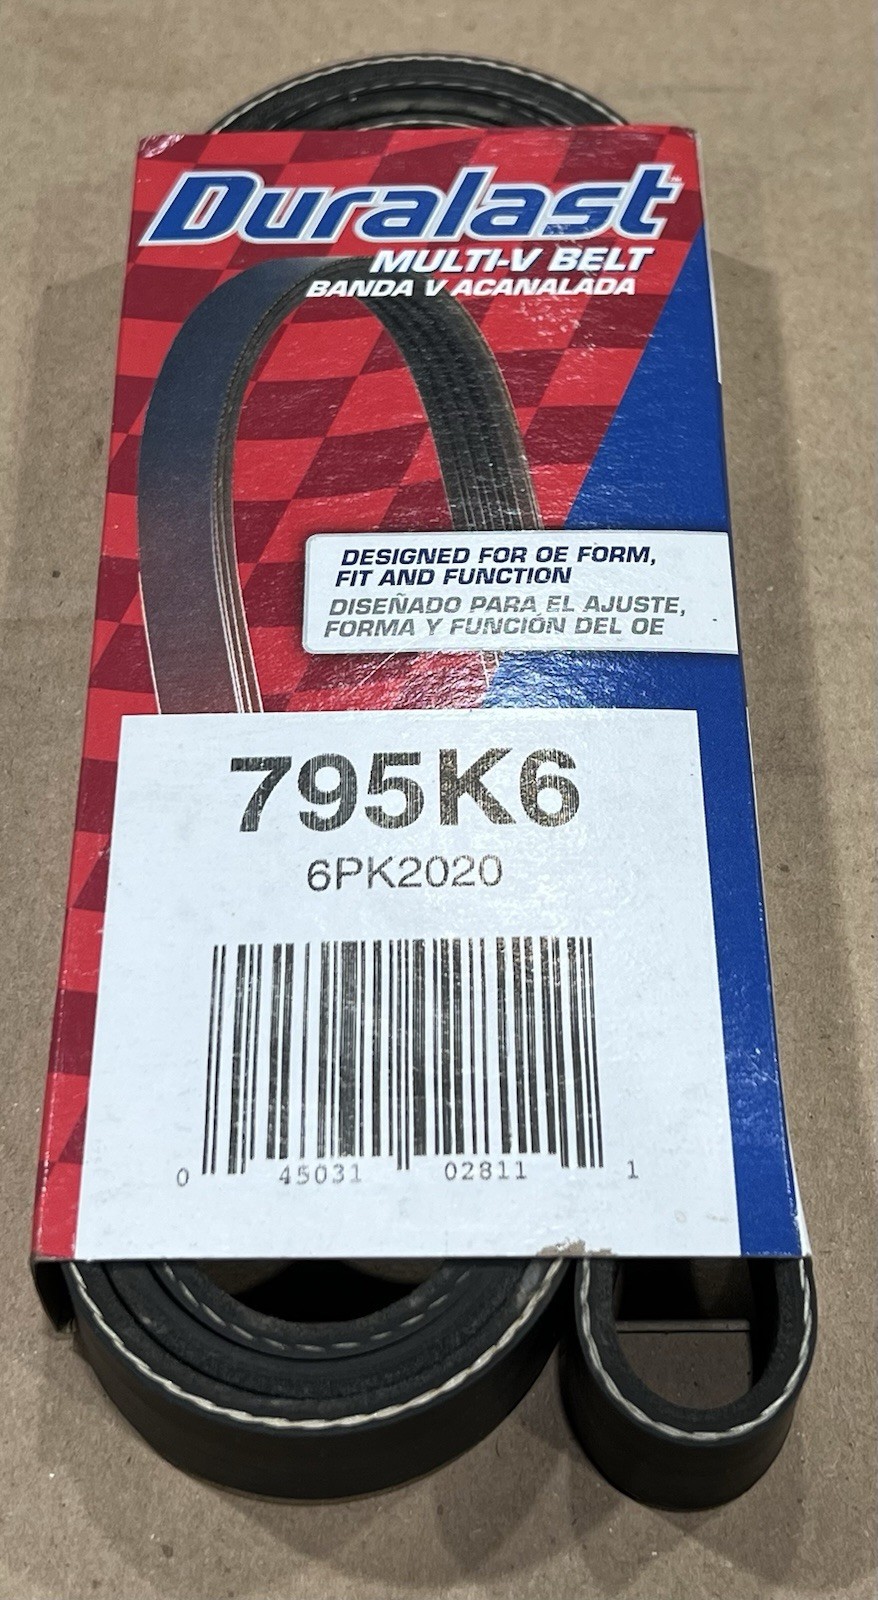 Duralast™
MULTI-V BELT
BANDA V ACANALADA
DESIGNED FOR OE FORM,
FIT AND FUNCTION
DISEÑADO PARA EL AJUSTE,
FORMA Y FUNCIÓN DEL OE
795K6
6PK2020
0 45031 02811 1